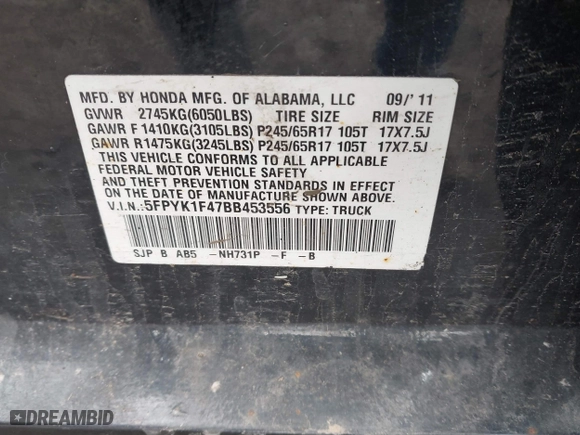 MFD. BY HONDA MFG. OF ALABAMA, LLC 09/' 11
GVWR 2745KG(6050LBS) TIRE SIZE RIM SIZE
GAWR F 1410KG(3105LBS) P245/65R17 105T 17X7.5J
GAWR R1475KG(3245LBS) P245/65R17 105T 17X7.5J
THIS VEHICLE CONFORMS TO ALL APPLICABLE
FEDERAL MOTOR VEHICLE SAFETY
AND THEFT PREVENTION STANDARDS IN EFFECT
ON THE DATE OF MANUFACTURE SHOWN ABOVE.
V.I.N.: 5FPYK1F47BB453556 TYPE: TRUCK
SJP B AB5 -NH731P -F -B
DREAMBID